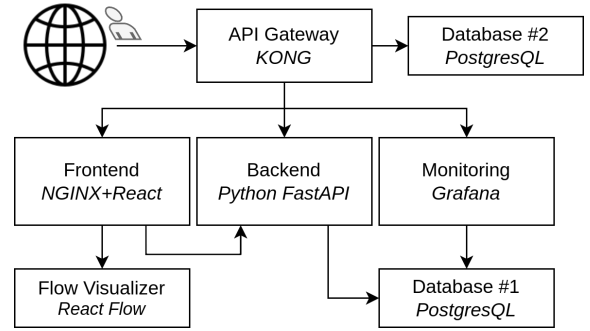 API Gateway
KONG
Database #2
PostgresQL
Frontend
NGINX+React
Backend
Python FastAPI
Monitoring
Grafana
Flow Visualizer
React Flow
Database #1
PostgresQL